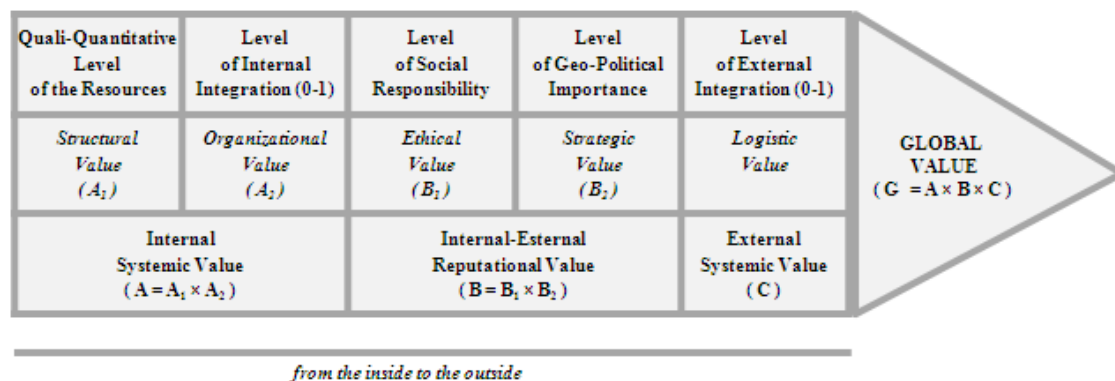 Quali-Quantitative
Level
of the Resources
Level
of Internal
Integration (0-1)
Level
of Social
Responsibility
Level
of Geo-Political
Importance
Level
of External
Integration (0-1)
Structural
Value
(A₁)
Organizational
Value
(A₂)
Ethical
Value
(B₁)
Strategic
Value
(B₂)
Logistic
Value
Internal
Systemic Value
(A = A₁ × A₂)
Internal-Esternal
Reputational Value
(B = B₁ × B₂)
External
Systemic Value
(C)
GLOBAL
VALUE
(G = A × B × C)
from the inside to the outside